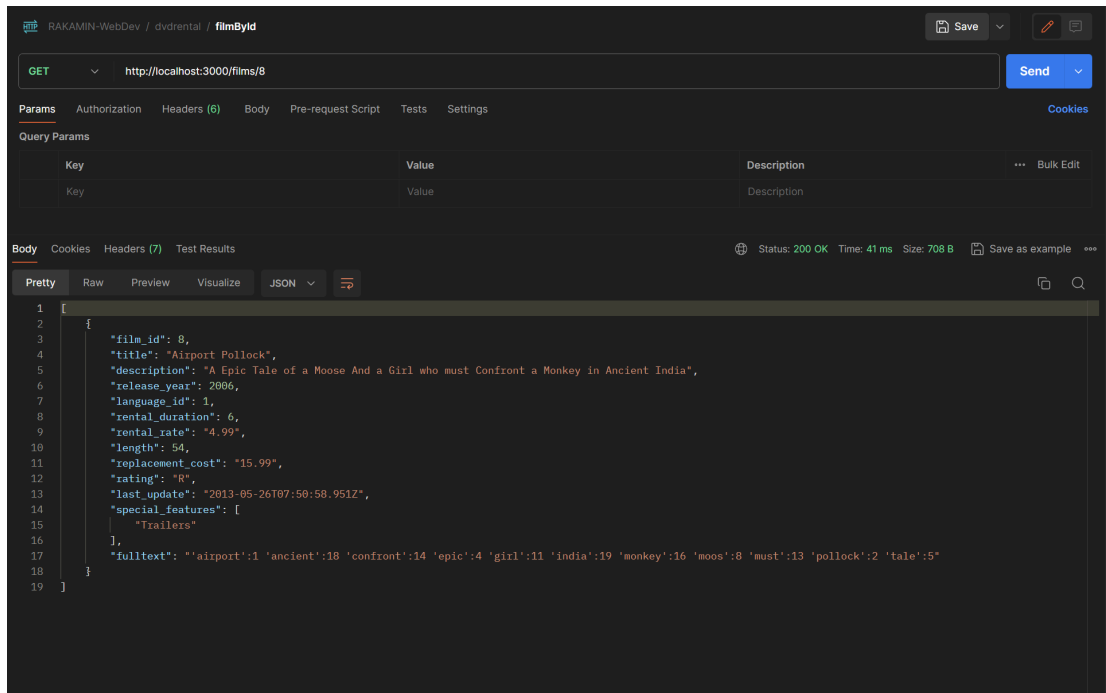 HTTP RAKAMIN-WebDev / dvdrental / filmById Save
GET http://localhost:3000/films/8 Send
Params Authorization Headers (6) Body Pre-request Script Tests Settings Cookies
Query Params
Key Value Description ••• Bulk Edit
Key Value Description
Body Cookies Headers (7) Test Results Status: 200 OK Time: 41 ms Size: 708 B Save as example
Pretty Raw Preview Visualize JSON
1 [
2 {
3 "film_id": 8,
4 "title": "Airport Pollock",
5 "description": "A Epic Tale of a Moose And a Girl who must Confront a Monkey in Ancient India",
6 "release_year": 2006,
7 "language_id": 1,
8 "rental_duration": 6,
9 "rental_rate": "4.99",
10 "length": 54,
11 "replacement_cost": "15.99",
12 "rating": "R",
13 "last_update": "2013-05-26T07:50:58.951Z",
14 "special_features": [
15 "Trailers"
16 ],
17 "fulltext": "'airport':1 'ancient':18 'confront':14 'epic':4 'girl':11 'india':19 'monkey':16 'moos':8 'must':13 'pollock':2 'tale':5"
18 }
19 ]